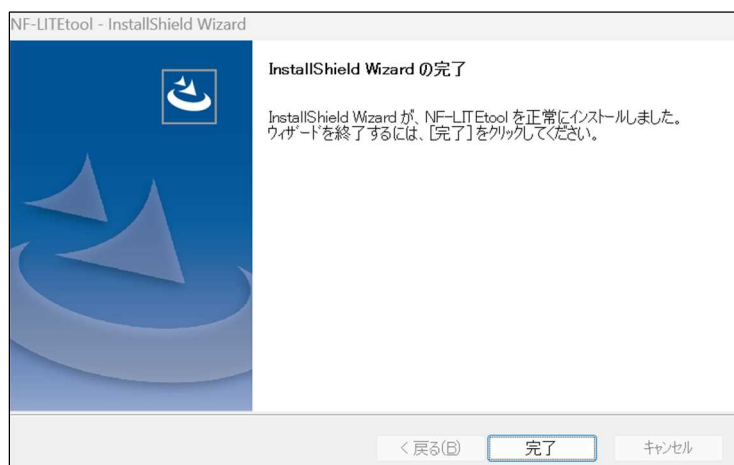 NF-LITEtool - InstallShield Wizard
InstallShield Wizard の完了
InstallShield Wizard が、NF-LITEtool を正常にインストールしました。
ウィザードを終了するには、[完了]をクリックしてください。
< 戻る(B)
完了
キャンセル